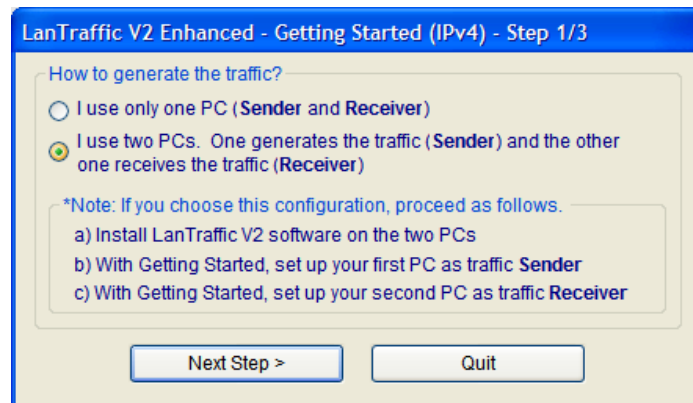 LanTraffic V2 Enhanced - Getting Started (IPv4) - Step 1/3
How to generate the traffic?
I use only one PC (Sender and Receiver)
I use two PCs. One generates the traffic (Sender) and the other
one receives the traffic (Receiver)
*Note: If you choose this configuration, proceed as follows.
a) Install LanTraffic V2 software on the two PCs
b) With Getting Started, set up your first PC as traffic Sender
c) With Getting Started, set up your second PC as traffic Receiver
Next Step >
Quit